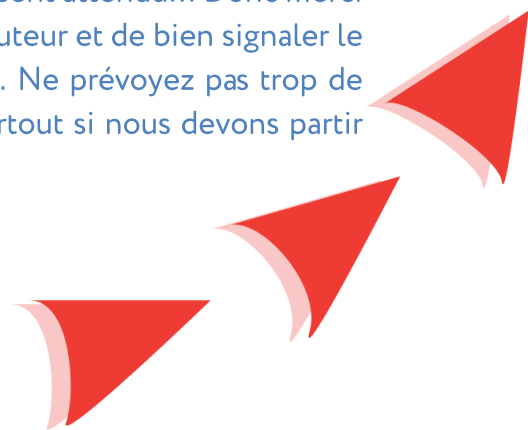 uteur et de bien signaler le
. Ne prévoyez pas trop de
rtout si nous devons partir